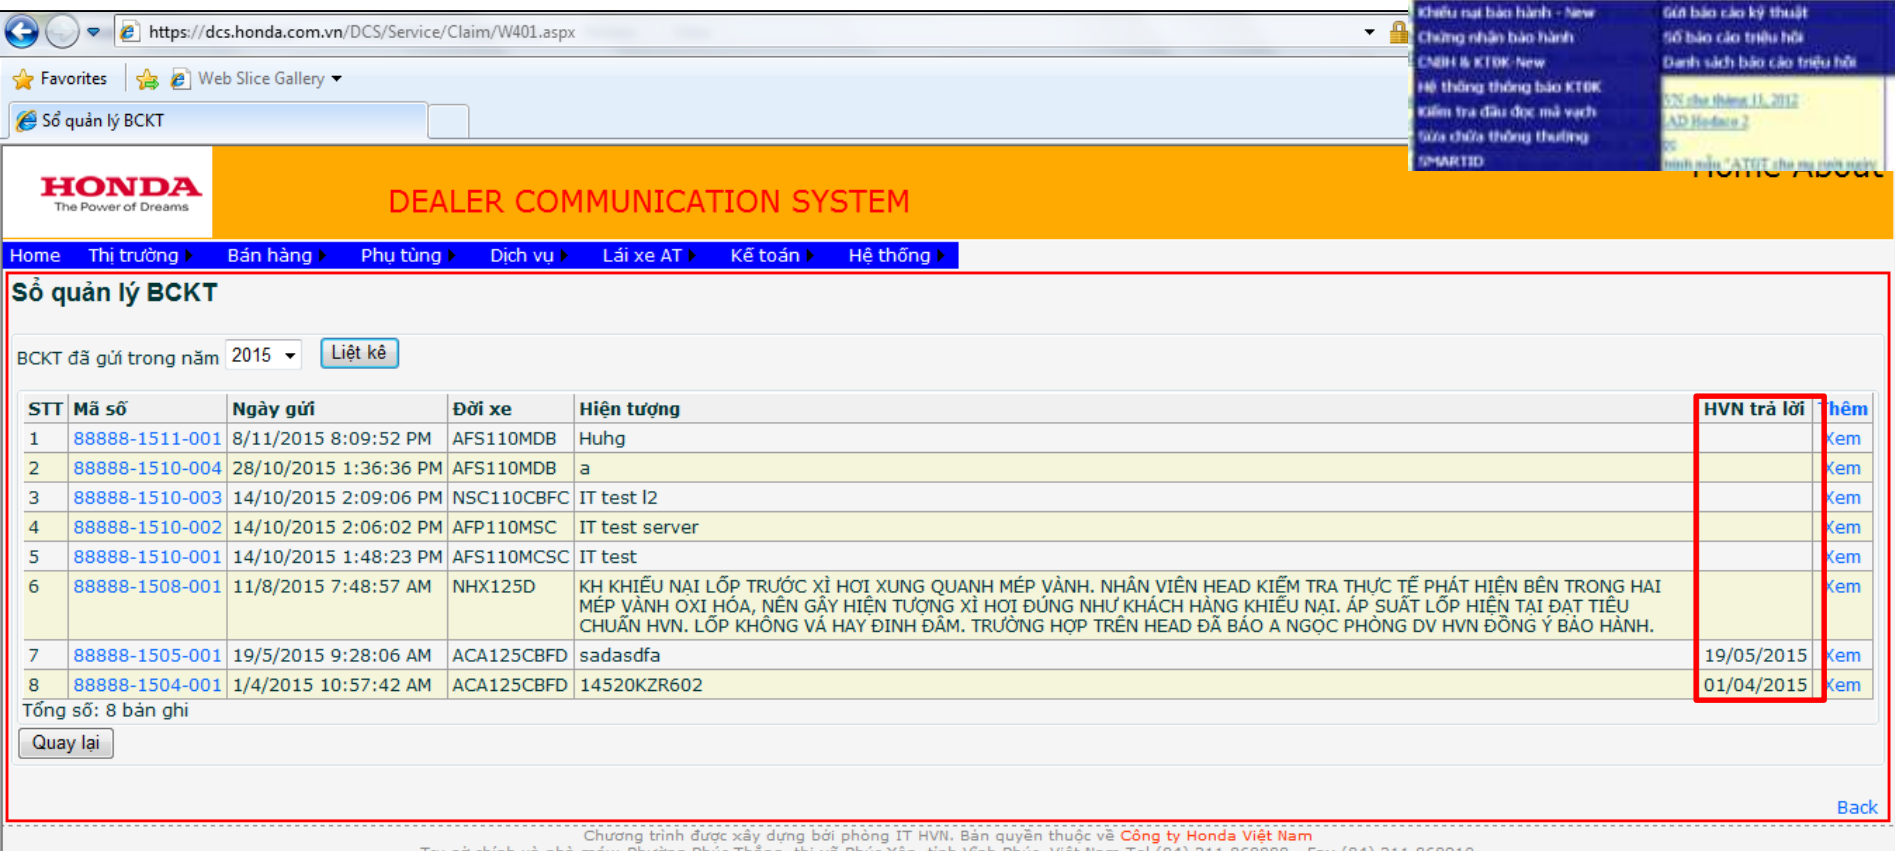 https://dcs.honda.com.vn/DCS/Service/Claim/W401.aspx
Khiếu nại bảo hành - New
Gửi báo cáo kỹ thuật
Chứng nhận bảo hành
Số báo cáo triệu hồi
CNBH & KTĐK New
Danh sách báo cáo triệu hồi
Hệ thống thông báo KTĐK
Kiểm tra đầu đọc mã vạch
Sửa chữa thông thường
SMARTID
VN cho tháng 11, 2012
Favorites
Web Slice Gallery
Sổ quản lý BCKT
HONDA
The Power of Dreams
DEALER COMMUNICATION SYSTEM
Home About
Home Thị trường Bán hàng Phụ tùng Dịch vụ Lái xe AT Kế toán Hệ thống
Sổ quản lý BCKT
BCKT đã gửi trong năm 2015 Liệt kê
STT Mã số Ngày gửi Đời xe Hiện tượng HVN trả lời Thêm
1 88888-1511-001 8/11/2015 8:09:52 PM AFS110MDB Huhg Xem
2 88888-1510-004 28/10/2015 1:36:36 PM AFS110MDB a Xem
3 88888-1510-003 14/10/2015 2:09:06 PM NSC110CBFC IT test l2 Xem
4 88888-1510-002 14/10/2015 2:06:02 PM AFP110MSC IT test server Xem
5 88888-1510-001 14/10/2015 1:48:23 PM AFS110MCSC IT test Xem
6 88888-1508-001 11/8/2015 7:48:57 AM NHX125D KH KHIẾU NẠI LỐP TRƯỚC XÌ HƠI XUNG QUANH MÉP VÀNH. NHÂN VIÊN HEAD KIỂM TRA THỰC TẾ PHÁT HIỆN BÊN TRONG HAI Xem
MÉP VÀNH OXI HÓA, NÊN GÂY HIỆN TƯỢNG XÌ HƠI ĐÚNG NHƯ KHÁCH HÀNG KHIẾU NẠI. ÁP SUẤT LỐP HIỆN TẠI ĐẠT TIÊU
CHUẨN HVN. LỐP KHÔNG VÁ HAY ĐINH ĐÂM. TRƯỜNG HỢP TRÊN HEAD ĐÃ BÁO A NGỌC PHÒNG DV HVN ĐỒNG Ý BẢO HÀNH.
7 88888-1505-001 19/5/2015 9:28:06 AM ACA125CBFD sadasdfa 19/05/2015 Xem
8 88888-1504-001 1/4/2015 10:57:42 AM ACA125CBFD 14520KZR602 01/04/2015 Xem
Tổng số: 8 bản ghi
Quay lại
Back
Chương trình được xây dựng bởi phòng IT HVN. Bản quyền thuộc về Công ty Honda Việt Nam